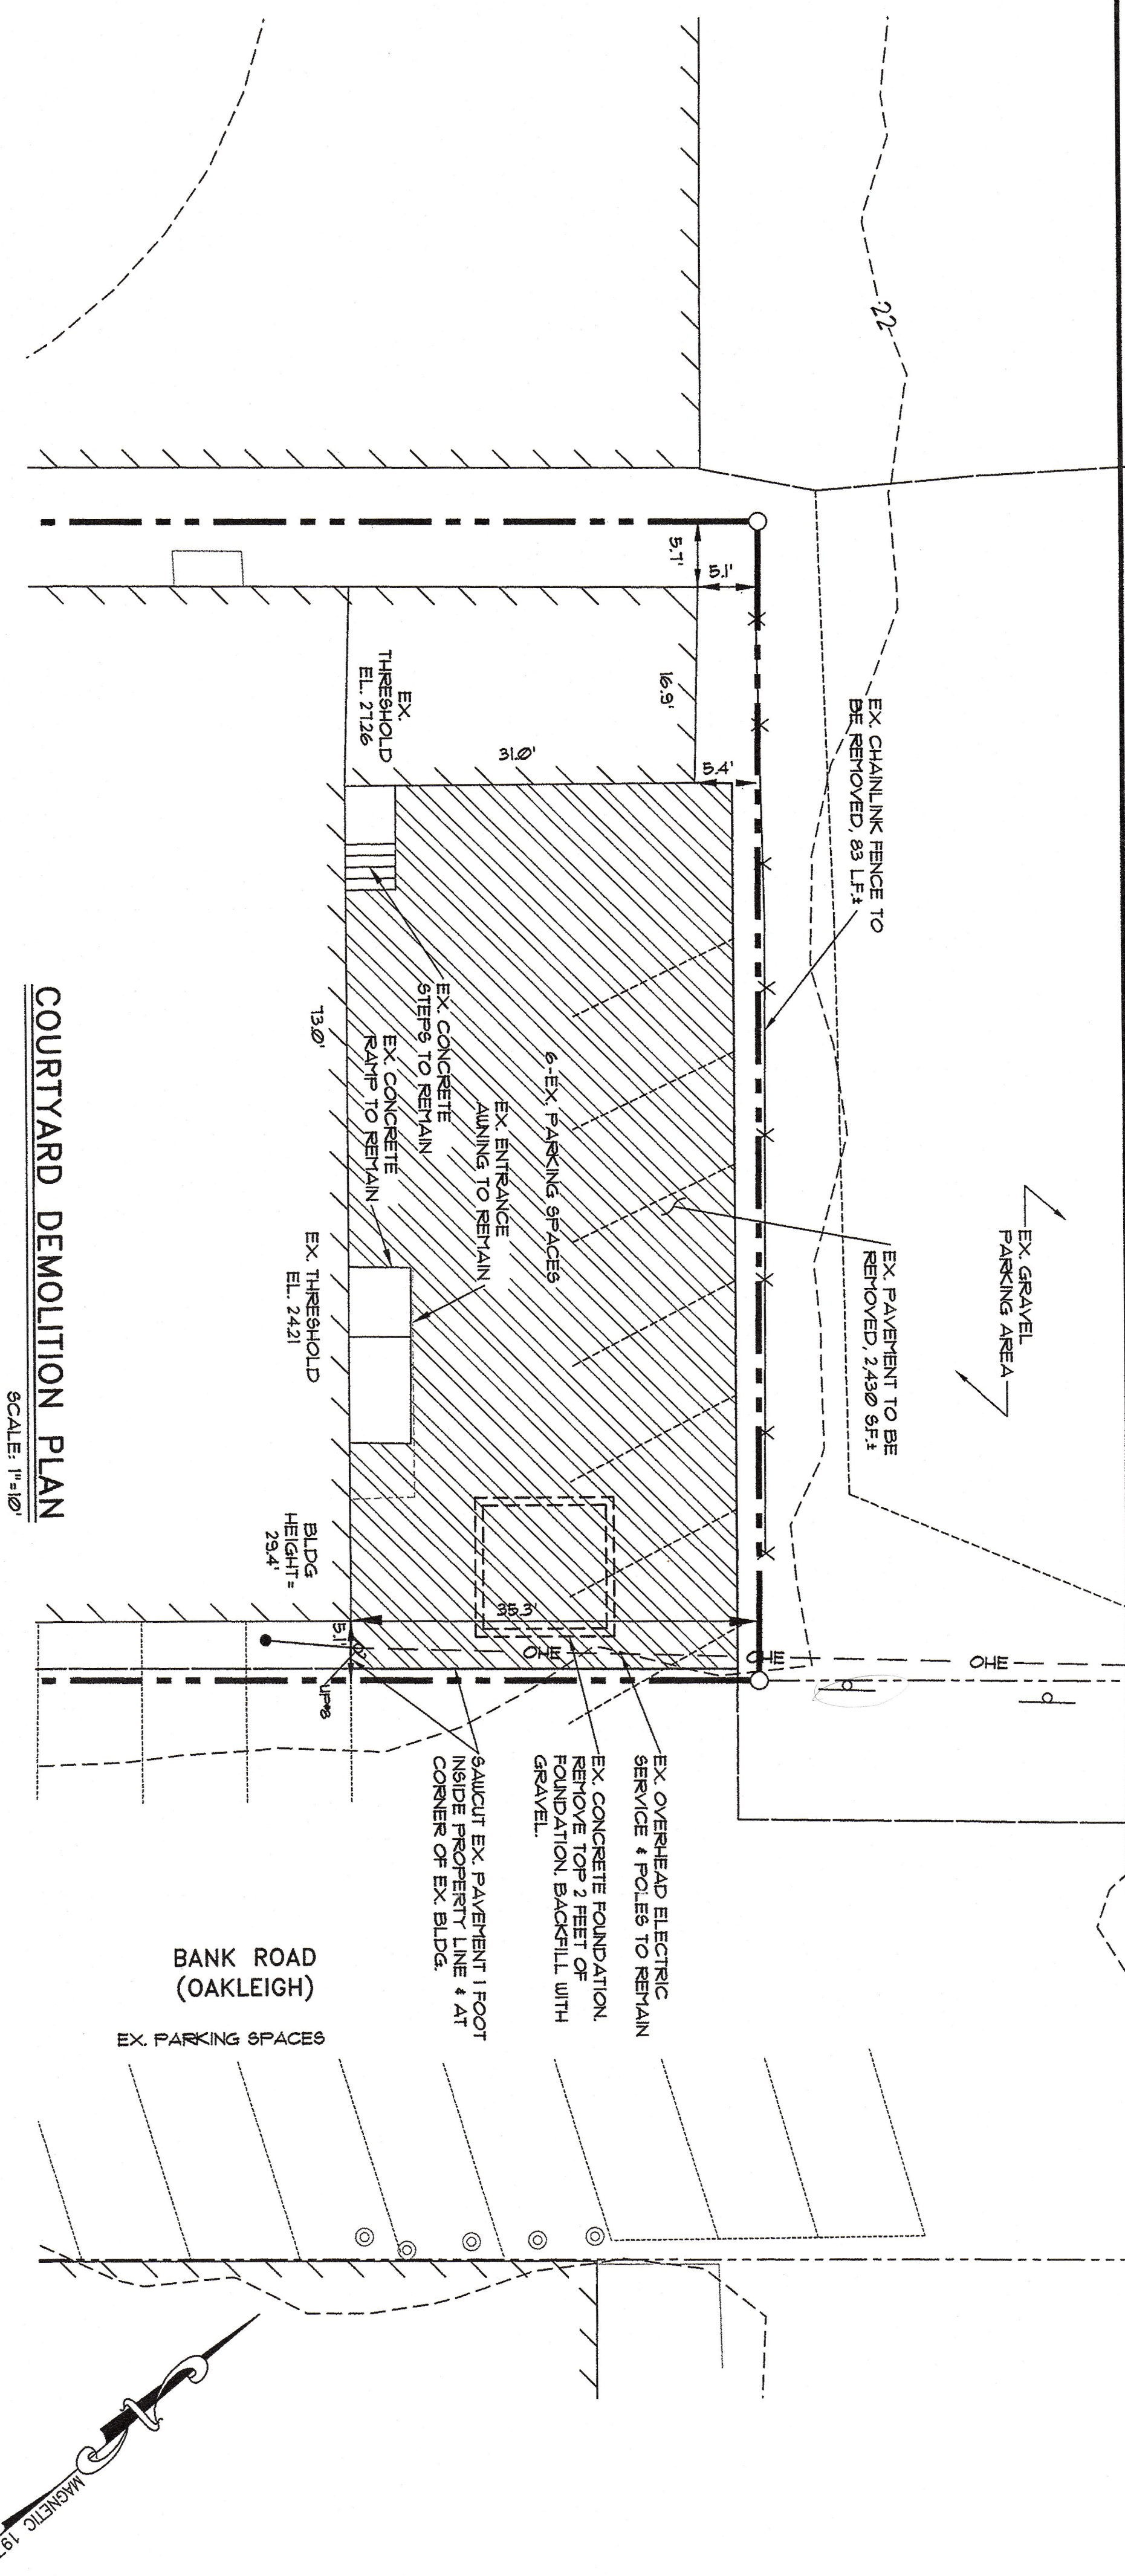 22
5.7'
5.1'
16.9'
EX.
THRESHOLD
EL. 27.26
31.0'
5.4'
EX. CHAINLINK FENCE TO
BE REMOVED, 83 L.F.±
EX. CONCRETE
STEPS TO REMAIN
EX. CONCRETE
RAMP TO REMAIN
73.0'
6-EX. PARKING SPACES
EX. ENTRANCE
AWNING TO REMAIN
EX. PAVEMENT TO BE
REMOVED, 2,430 S.F.±
EX. GRAVEL
PARKING AREA
EX. THRESHOLD
EL. 24.21
COURTYARD DEMOLITION PLAN
SCALE: 1"=10'
BLDG
HEIGHT=
29.4'
35.3'
5.1'
UP*8
OHE
OHE
OHE
EX. OVERHEAD ELECTRIC
SERVICE & POLES TO REMAIN
EX. CONCRETE FOUNDATION.
REMOVE TOP 2 FEET OF
FOUNDATION. BACKFILL WITH
GRAVEL.
SAWCUT EX. PAVEMENT 1 FOOT
INSIDE PROPERTY LINE & AT
CORNER OF EX. BLDG.
BANK ROAD
(OAKLEIGH)
EX. PARKING SPACES
MAGNETIC